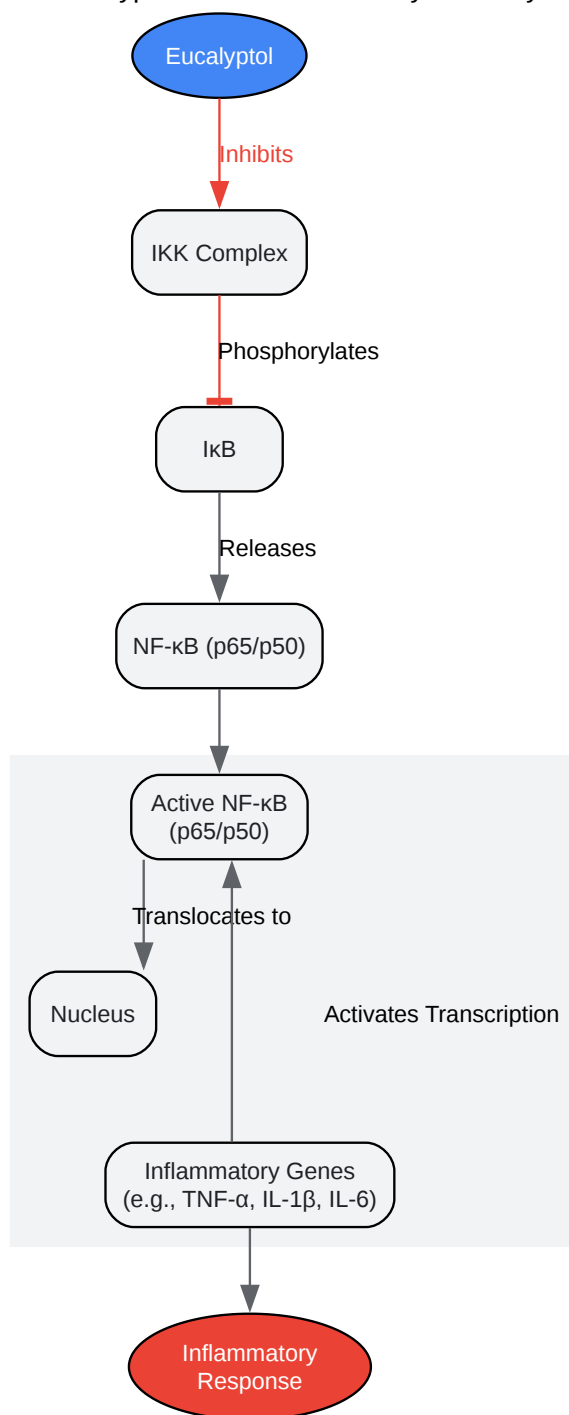 Eucalyptol
Inhibits
IKK Complex
Phosphorylates
IκB
Releases
NF-κB (p65/p50)
Active NF-κB
(p65/p50)
Translocates to
Nucleus
Activates Transcription
Inflammatory Genes
(e.g., TNF-α, IL-1β, IL-6)
Inflammatory
Response